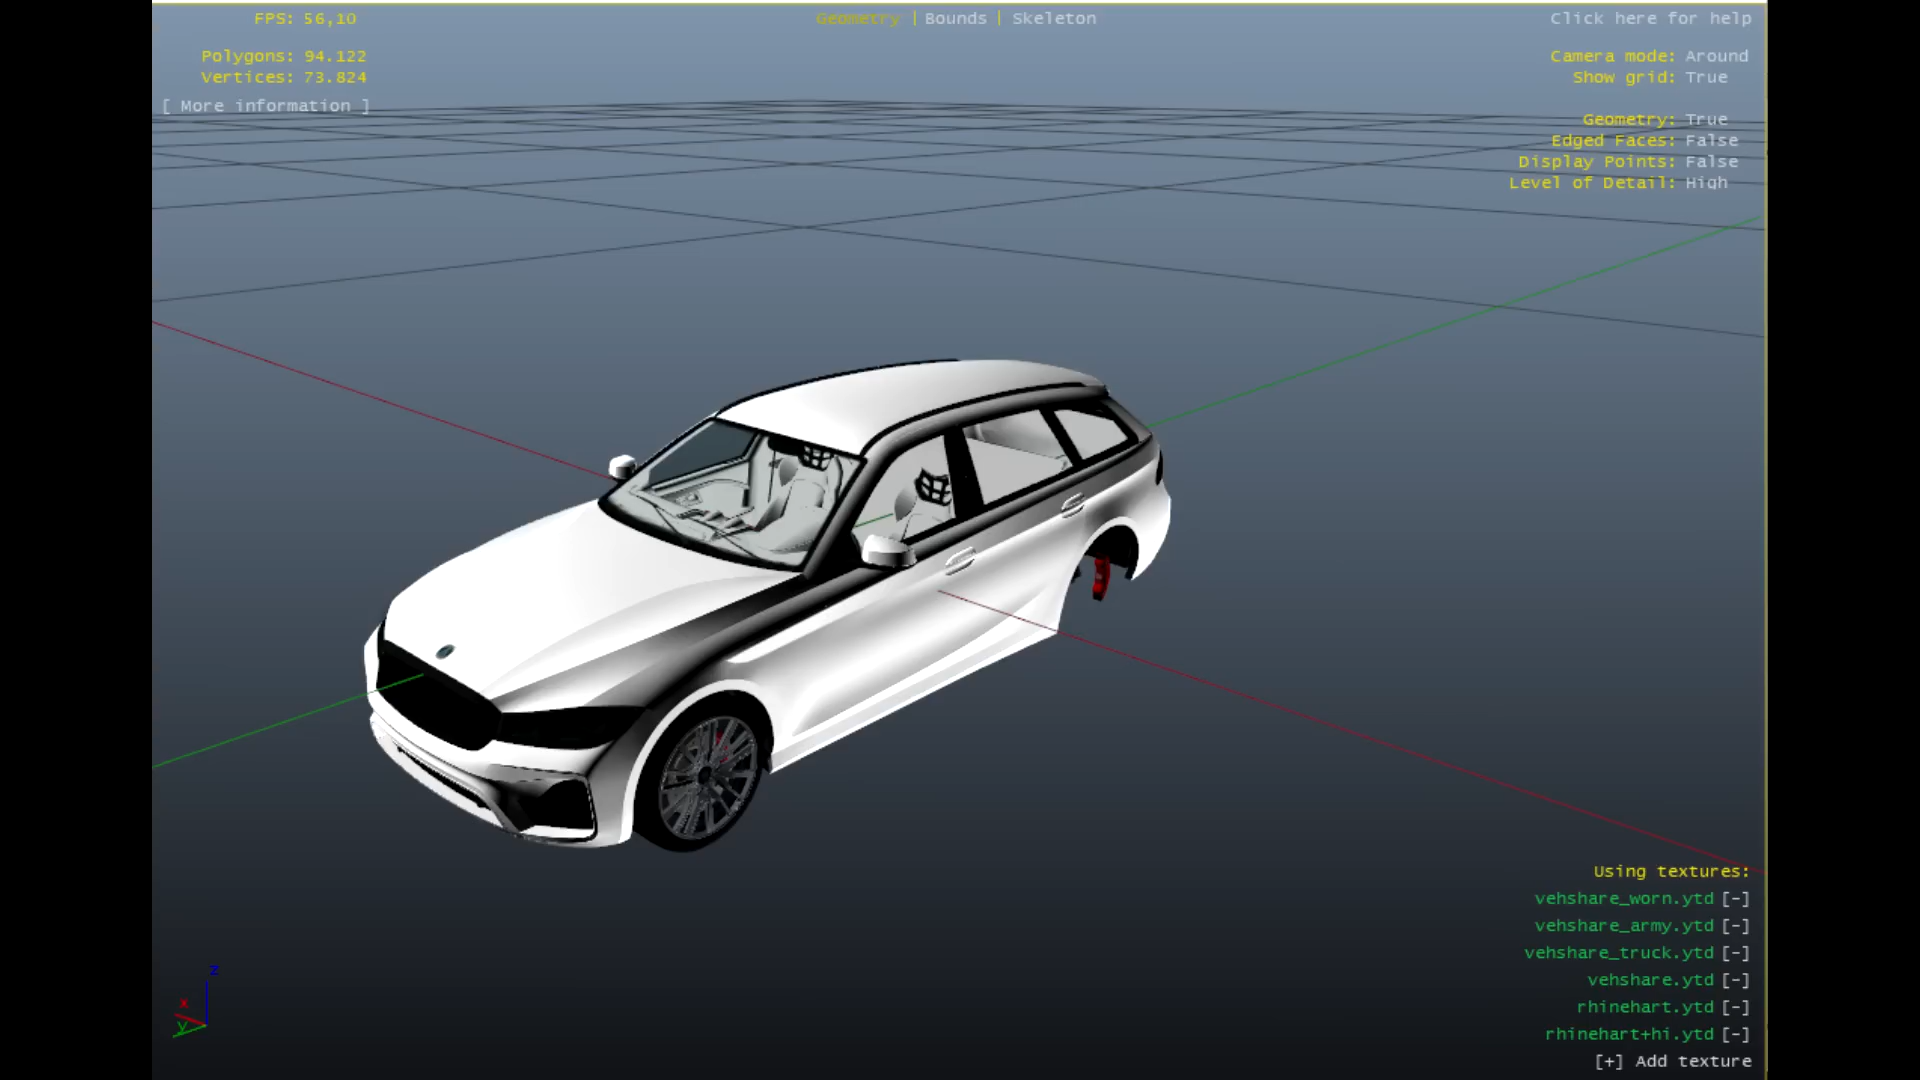 FPS: 56,10
Geometry | Bounds | Skeleton
Click here for help
Polygons: 94.122
Vertices: 73.824
[ More information ]
Camera mode: Around
Show grid: True
Geometry: True
Edged Faces: False
Display Points: False
Level of Detail: High
Using textures:
vehshare_worn.ytd [-]
vehshare_army.ytd [-]
vehshare_truck.ytd [-]
vehshare.ytd [-]
rhinehart.ytd [-]
rhinehart+hi.ytd [-]
[+] Add texture
z
x
y